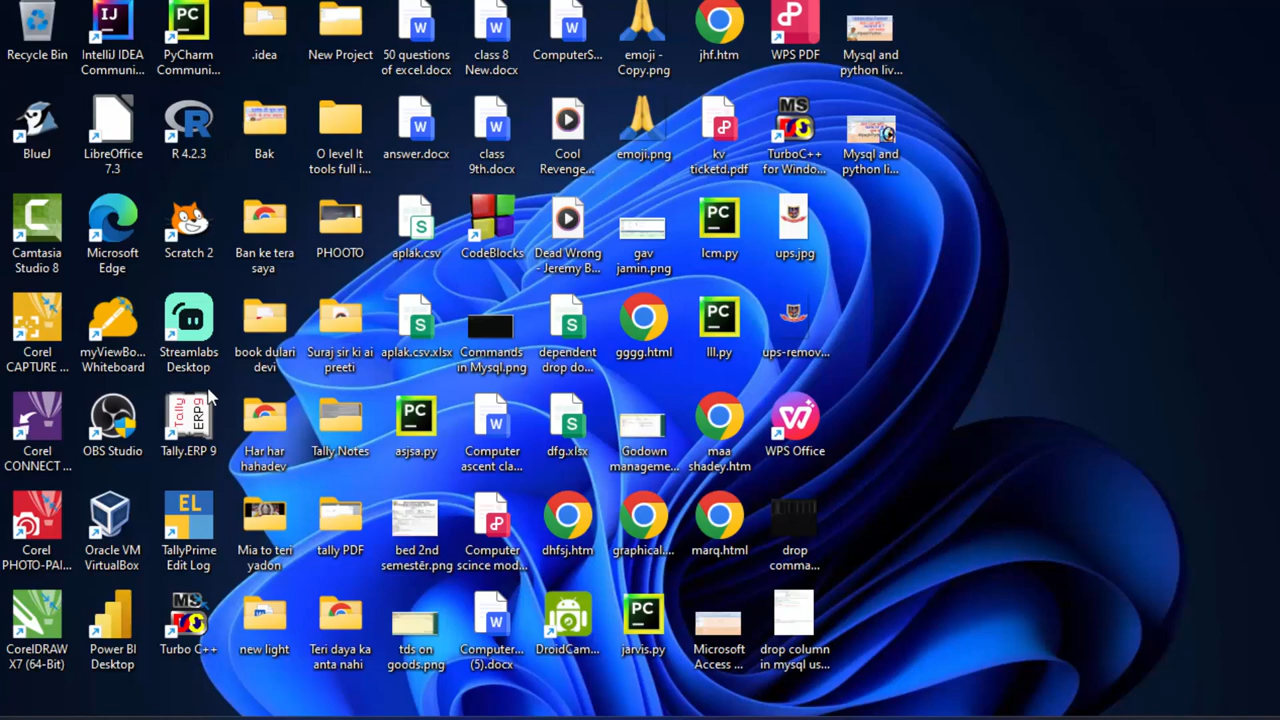 Recycle Bin
IntelliJ IDEA
Communi...
PyCharm
Communi...
.idea
New Project
50 questions
of excel.docx
class 8
New.docx
ComputerS...
emoji -
Copy.png
jhf.htm
WPS PDF
Mysql and
python liv...
BlueJ
LibreOffice
7.3
R 4.2.3
Bak
O level !t
tools full i...
answer.docx
class
9th.docx
Cool
Revenge...
emoji.png
kv
ticketd.pdf
TurboC++
for Windo...
Mysql and
python li...
Camtasia
Studio 8
Microsoft
Edge
Scratch 2
Ban ke tera
saya
PHOOTO
aplak.csv
CodeBlocks
Dead Wrong
- Jeremy B...
gav
jamin.png
lcm.py
ups.jpg
Corel
CAPTURE ...
myViewBo...
Whiteboard
Streamlabs
Desktop
book dulari
devi
Suraj sir ki ai
preeti
aplak.csv.xlsx
Commands
in Mysql.png
dependent
drop do...
gggg.html
lll.py
ups-remov...
Corel
CONNECT ...
OBS Studio
Tally.ERP 9
Har har
hahadev
Tally Notes
asjsa.py
Computer
ascent cla...
dfg.xlsx
Godown
manageme...
maa
shadey.htm
WPS Office
Corel
PHOTO-PAI...
Oracle VM
VirtualBox
TallyPrime
Edit Log
Mia to teri
yadon
tally PDF
bed 2nd
semester.png
Computer
scince mod...
dhfsj.htm
graphical....
marq.html
drop
comma...
CorelDRAW
X7 (64-Bit)
Power BI
Desktop
Turbo C++
new light
Teri daya ka
anta nahi
tds on
goods.png
Computer...
(5).docx
DroidCam...
jarvis.py
Microsoft
Access ...
drop column
in mysql us...